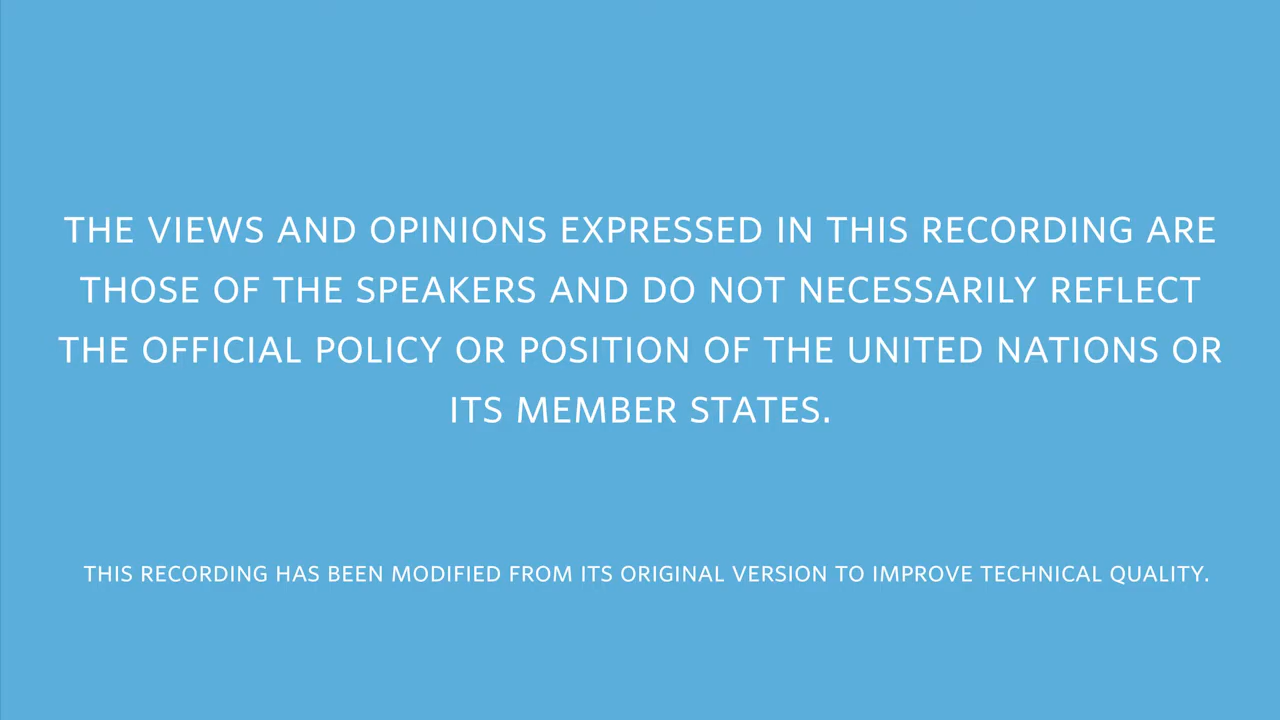 THE VIEWS AND OPINIONS EXPRESSED IN THIS RECORDING ARE
THOSE OF THE SPEAKERS AND DO NOT NECESSARILY REFLECT
THE OFFICIAL POLICY OR POSITION OF THE UNITED NATIONS OR
ITS MEMBER STATES.
THIS RECORDING HAS BEEN MODIFIED FROM ITS ORIGINAL VERSION TO IMPROVE TECHNICAL QUALITY.